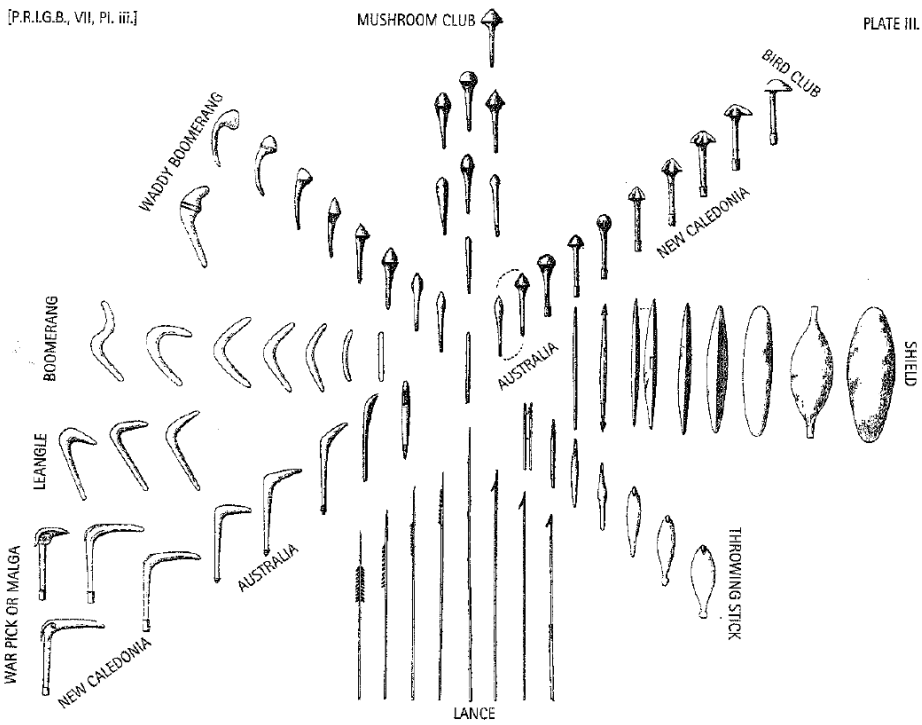 [P.R.I.G.B., VII, Pl. iii.]
MUSHROOM CLUB
PLATE III.
BIRD CLUB
WADDY BOOMERANG
NEW CALEDONIA
BOOMERANG
AUSTRALIA
SHIELD
LEANGLE
AUSTRALIA
THROWING STICK
WAR PICK OR MALGA
NEW CALEDONIA
LANCE